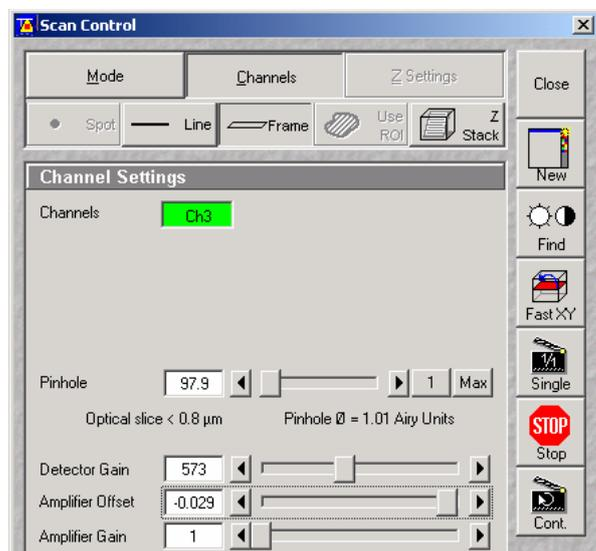 Scan Control
Mode Channels Z Settings
Close
Spot Line Frame Use ROI Z Stack
New
Channel Settings
Channels Ch3
Find
Fast XY
Pinhole 97.9 1 Max
1/1
Single
Optical slice < 0.8 µm Pinhole Ø = 1.01 Airy Units
STOP
Stop
Detector Gain 573
Amplifier Offset -0.029
Amplifier Gain 1
Cont.